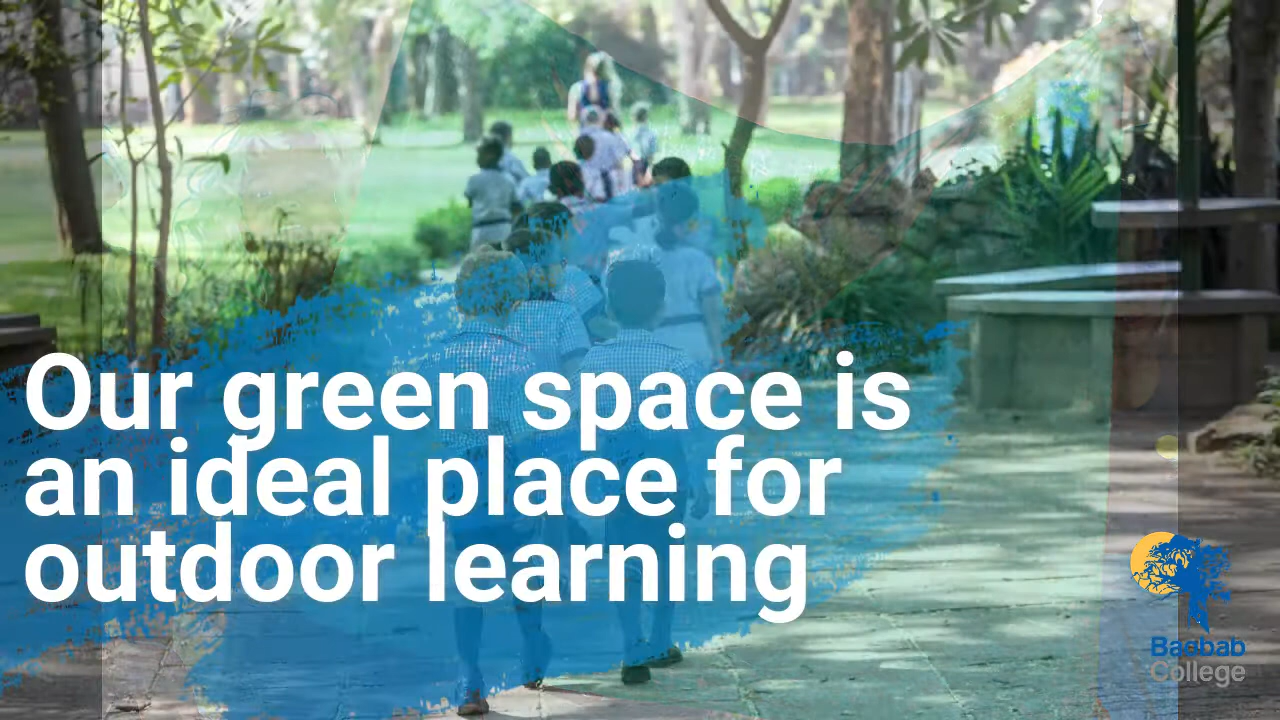 Our green space is
an ideal place for
outdoor learning
Baobab
College